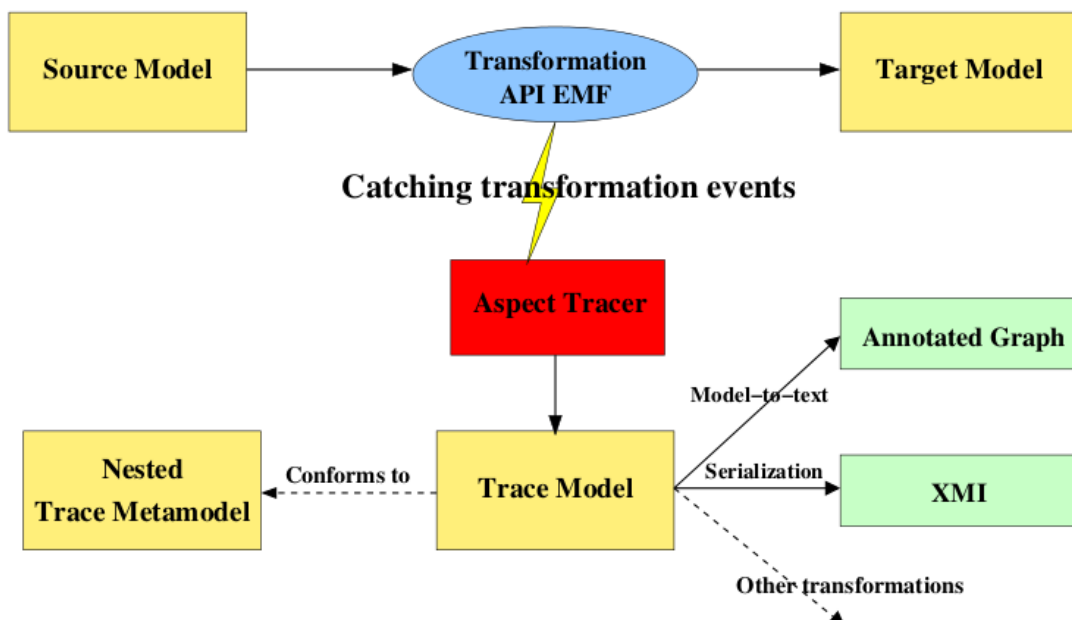 Source Model
Transformation
API EMF
Target Model
Catching transformation events
Aspect Tracer
Annotated Graph
Model-to-text
Nested
Trace Metamodel
Conforms to
Trace Model
Serialization
XMI
Other transformations